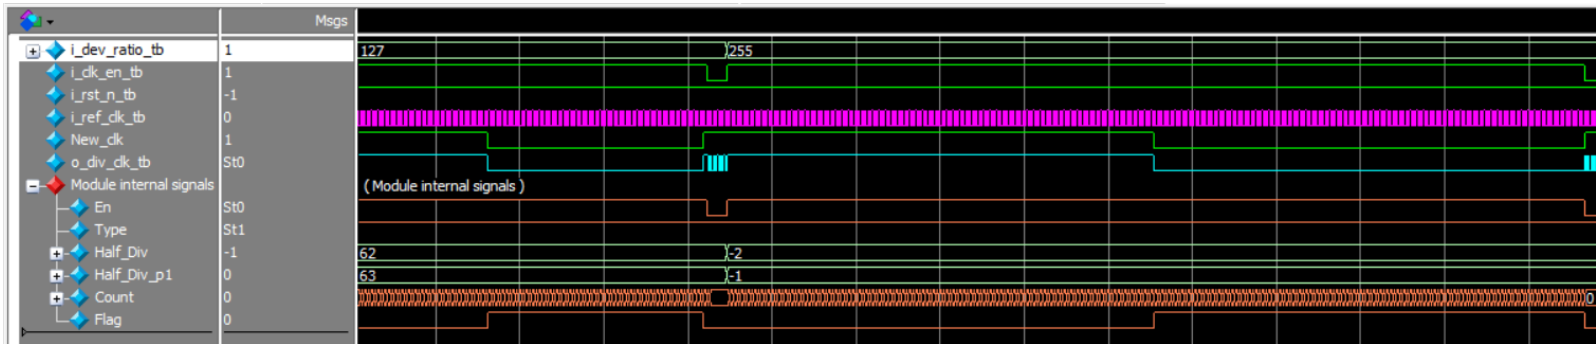 Msgs
i_dev_ratio_tb 1 127 255
i_clk_en_tb 1
i_rst_n_tb -1
i_ref_clk_tb 0
New_clk 1
o_div_clk_tb St0
Module internal signals (Module internal signals )
En St0
Type St1
Half_Div -1 62 -2
Half_Div_p1 0 63 -1
Count 0 0
Flag 0